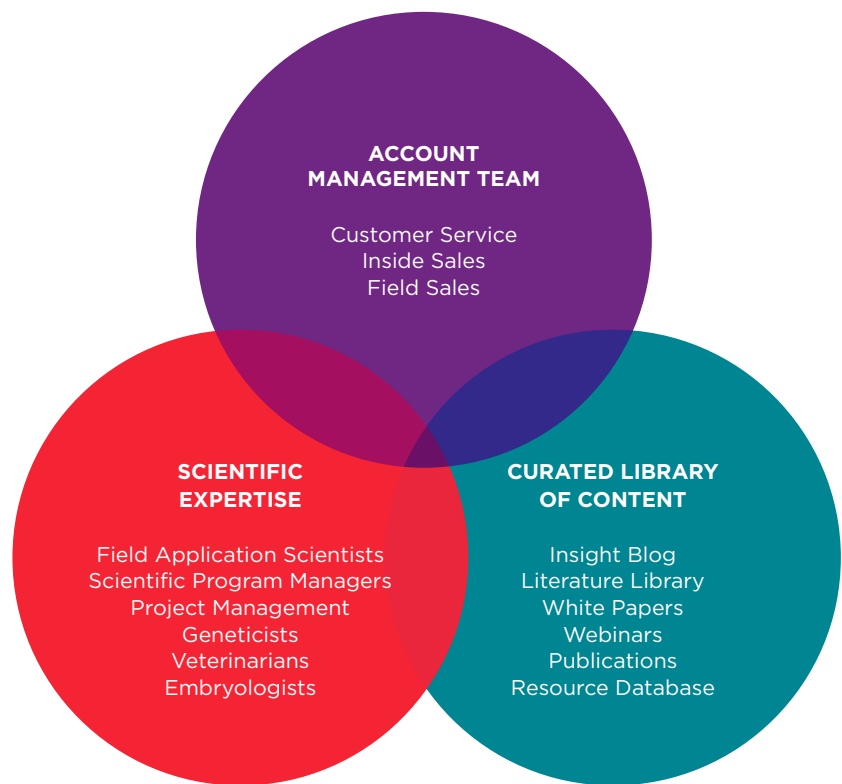 ACCOUNT
MANAGEMENT TEAM
Customer Service
Inside Sales
Field Sales
SCIENTIFIC
EXPERTISE
Field Application Scientists
Scientific Program Managers
Project Management
Geneticists
Veterinarians
Embryologists
CURATED LIBRARY
OF CONTENT
Insight Blog
Literature Library
White Papers
Webinars
Publications
Resource Database